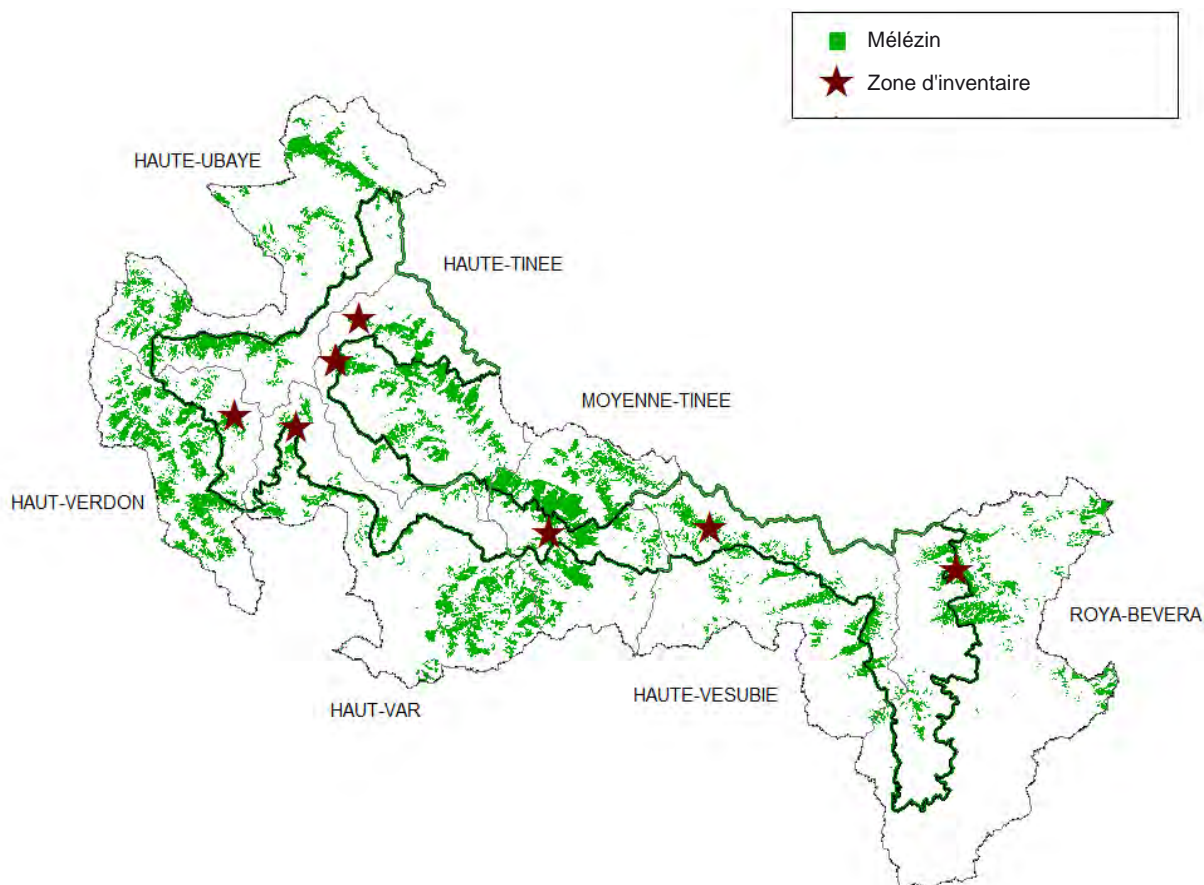 Mélézin
Zone d'inventaire
HAUTE-UBAYE
HAUTE-TINEE
MOYENNE-TINEE
HAUT-VERDON
ROYA-BEVERA
HAUTE-VESUBIE
HAUT-VAR